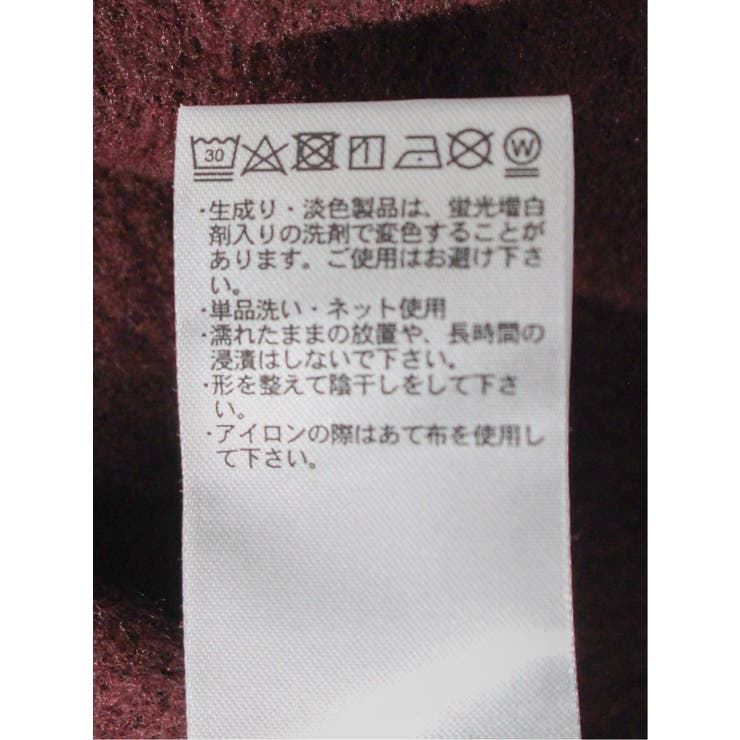 30 W
・生成り・淡色製品は、蛍光増白
剤入りの洗剤で変色することが
あります。ご使用はお避け下さ
い。
・単品洗い・ネット使用
・濡れたままの放置や、長時間の
浸漬はしないで下さい。
・形を整えて陰干しをして下さ
い。
・アイロンの際はあて布を使用し
て下さい。